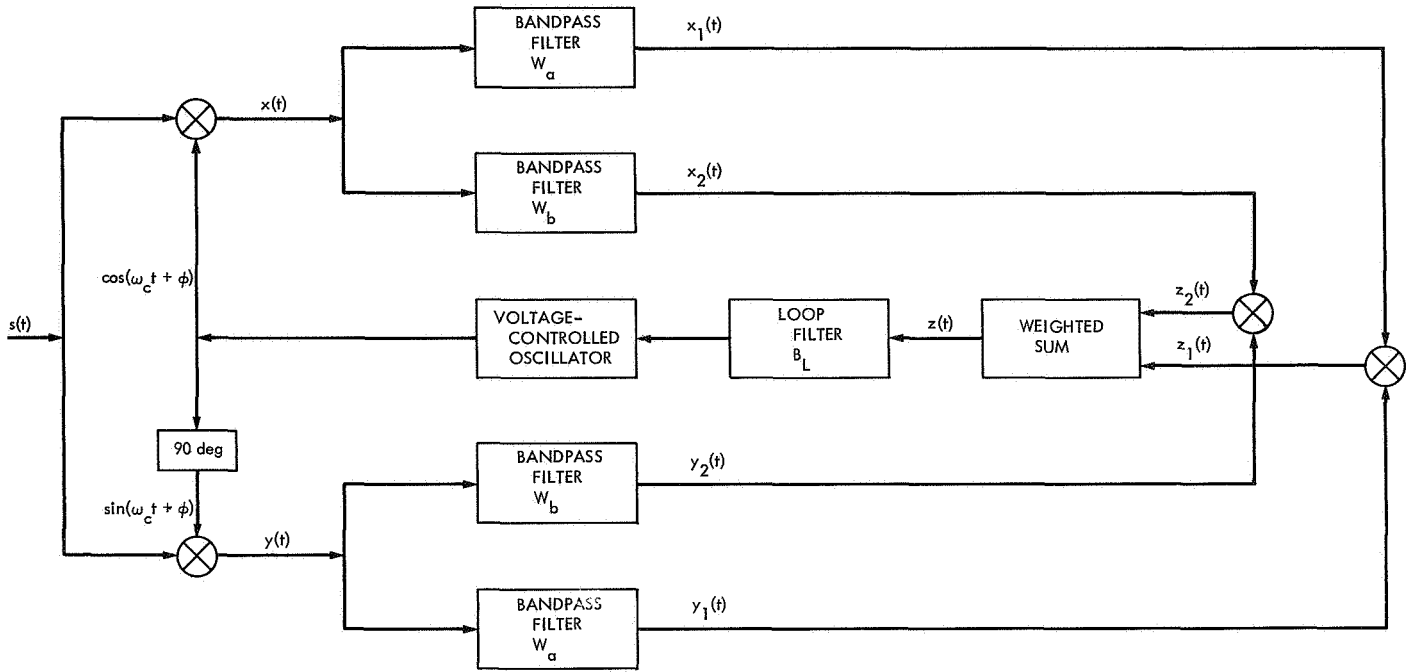 BANDPASS
FILTER
W_a
x_1(t)
x(t)
BANDPASS
FILTER
W_b
x_2(t)
cos(ω_c t + ϕ)
s(t)
VOLTAGE-
CONTROLLED
OSCILLATOR
LOOP
FILTER
B_L
z(t)
WEIGHTED
SUM
z_2(t)
z_1(t)
90 deg
BANDPASS
FILTER
W_b
y_2(t)
sin(ω_c t + ϕ)
y(t)
BANDPASS
FILTER
W_a
y_1(t)